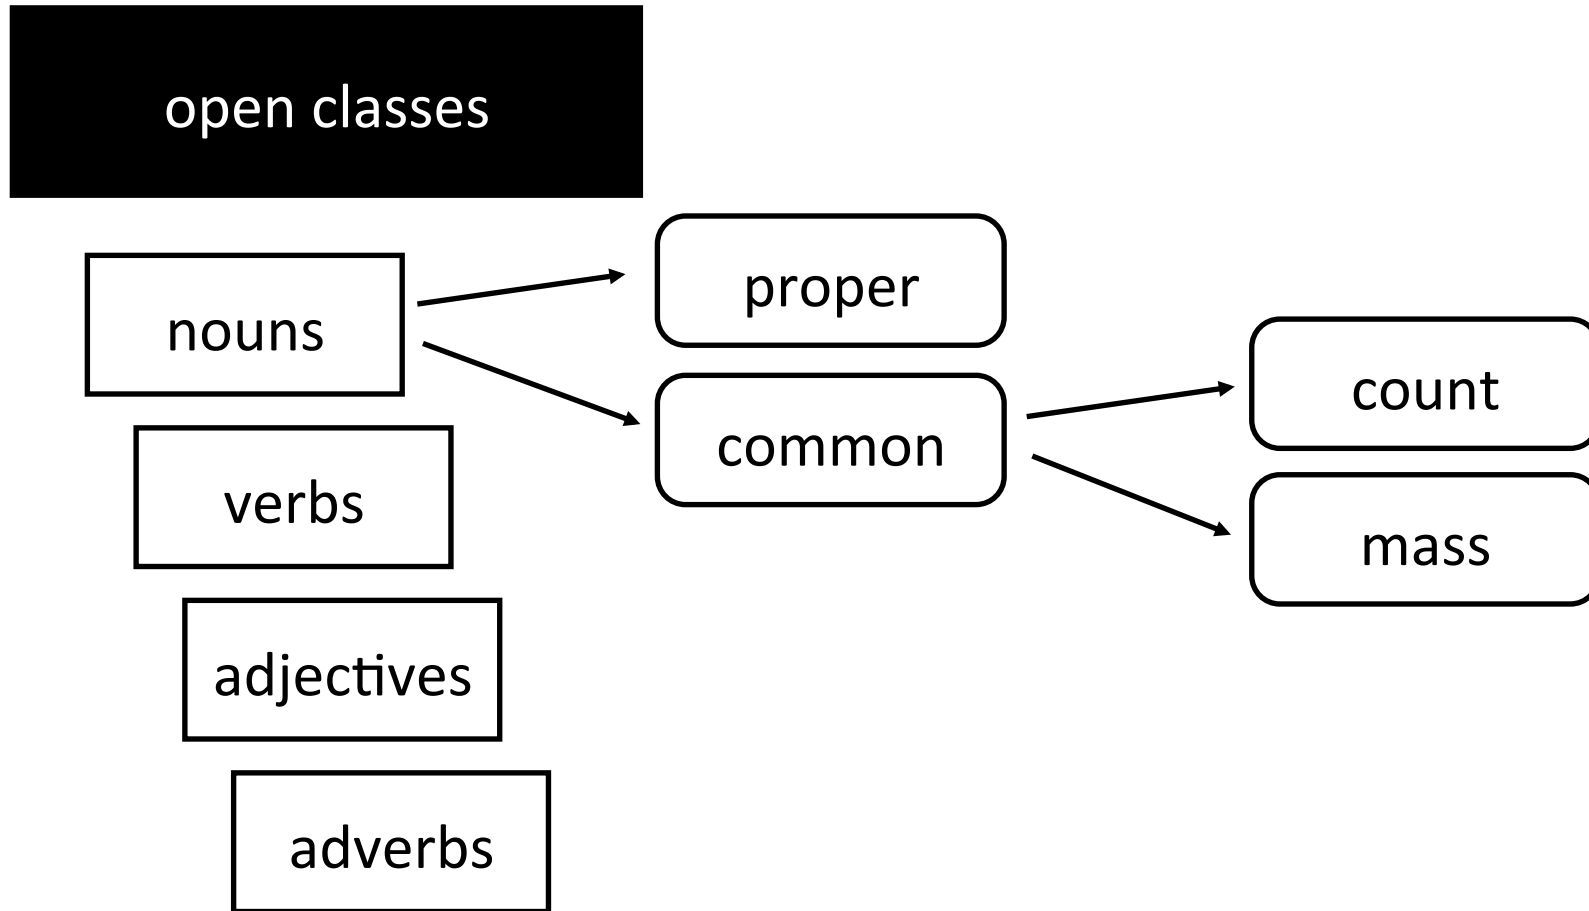 open classes
nouns
proper
common
count
mass
verbs
adjectives
adverbs